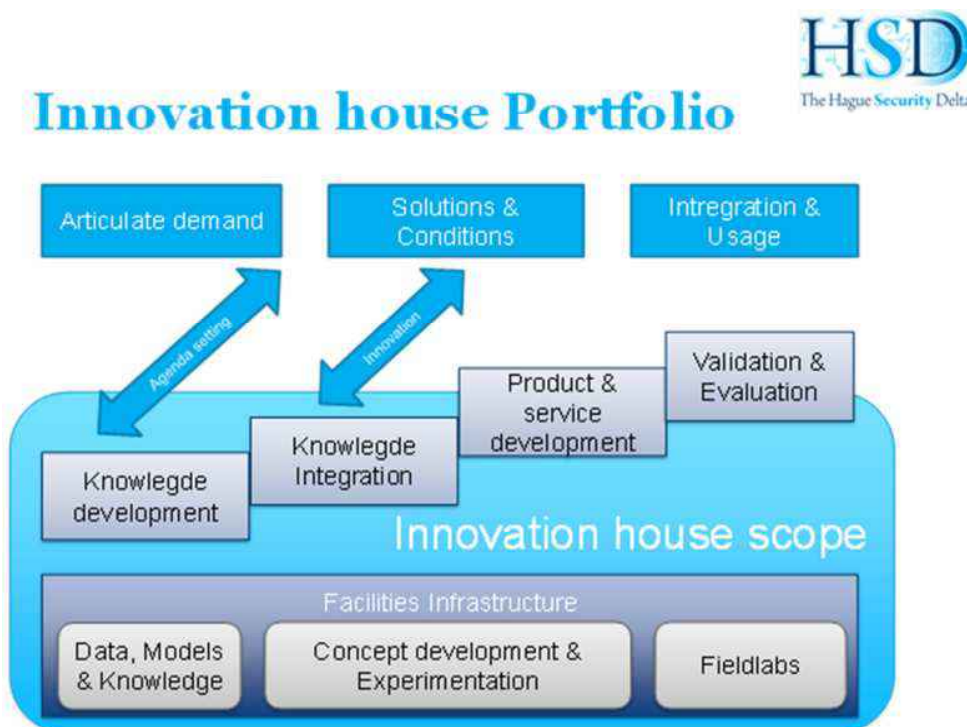 HSD
The Hague Security Delta
Innovation house Portfolio
Articulate demand
Solutions &
Conditions
Intregration &
Usage
Agenda setting
Innovation
Validation &
Evaluation
Product &
service
development
Knowlegde
Integration
Knowlegde
development
Innovation house scope
Facilities Infrastructure
Data, Models
& Knowledge
Concept development &
Experimentation
Fieldlabs